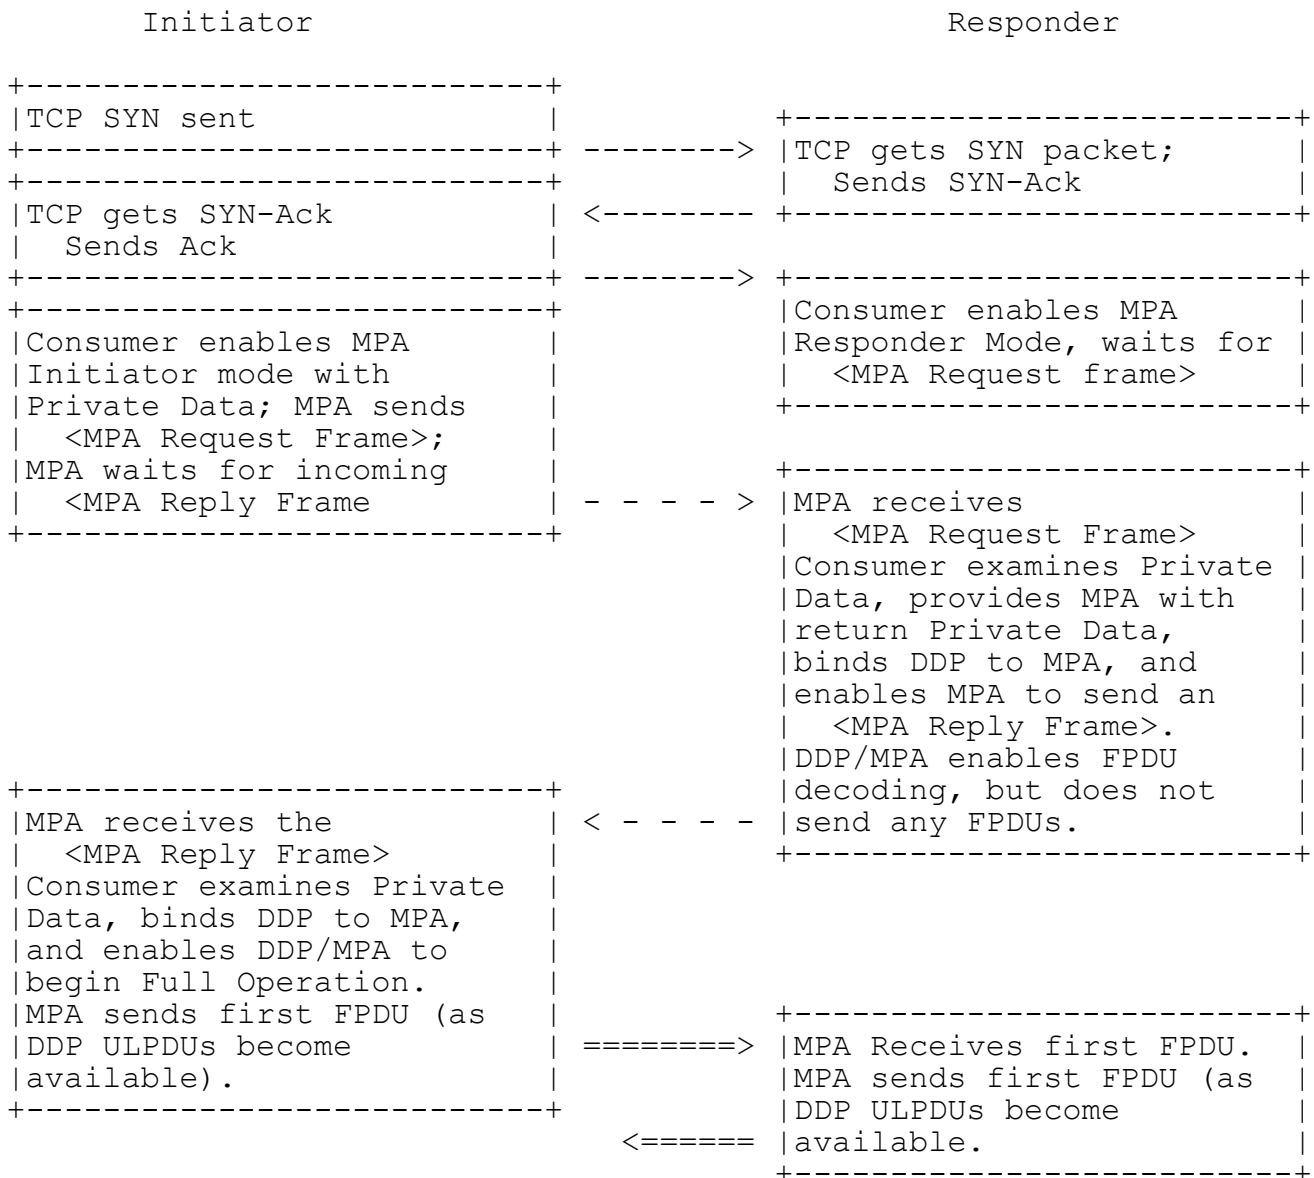 Initiator                                 Responder

+---------------------------+
|TCP SYN sent               |           +--------------------------+
+---------------------------+ --------> |TCP gets SYN packet;      |
+---------------------------+           |  Sends SYN-Ack           |
|TCP gets SYN-Ack           | <-------- +--------------------------+
|  Sends Ack                |
+---------------------------+ --------> +--------------------------+
+---------------------------+           |Consumer enables MPA      |
|Consumer enables MPA       |           |Responder Mode, waits for |
|Initiator mode with        |           |  <MPA Request frame>     |
|Private Data; MPA sends    |           +--------------------------+
|  <MPA Request Frame>;     |
|MPA waits for incoming     |           +--------------------------+
|  <MPA Reply Frame         | - - - - > |MPA receives              |
+---------------------------+           |  <MPA Request Frame>     |
                                        |Consumer examines Private |
                                        |Data, provides MPA with   |
                                        |return Private Data,      |
                                        |binds DDP to MPA, and     |
                                        |enables MPA to send an    |
                                        |  <MPA Reply Frame>.      |
                                        |DDP/MPA enables FPDU      |
+---------------------------+           |decoding, but does not    |
|MPA receives the           | < - - - - |send any FPDUs.           |
|  <MPA Reply Frame>        |           +--------------------------+
|Consumer examines Private  |
|Data, binds DDP to MPA,    |
|and enables DDP/MPA to     |
|begin Full Operation.      |
|MPA sends first FPDU (as   |           +--------------------------+
|DDP ULPDUs become          | ========> |MPA Receives first FPDU.  |
|available).                |           |MPA sends first FPDU (as  |
+---------------------------+           |DDP ULPDUs become         |
                                <====== |available.                |
                                        +--------------------------+